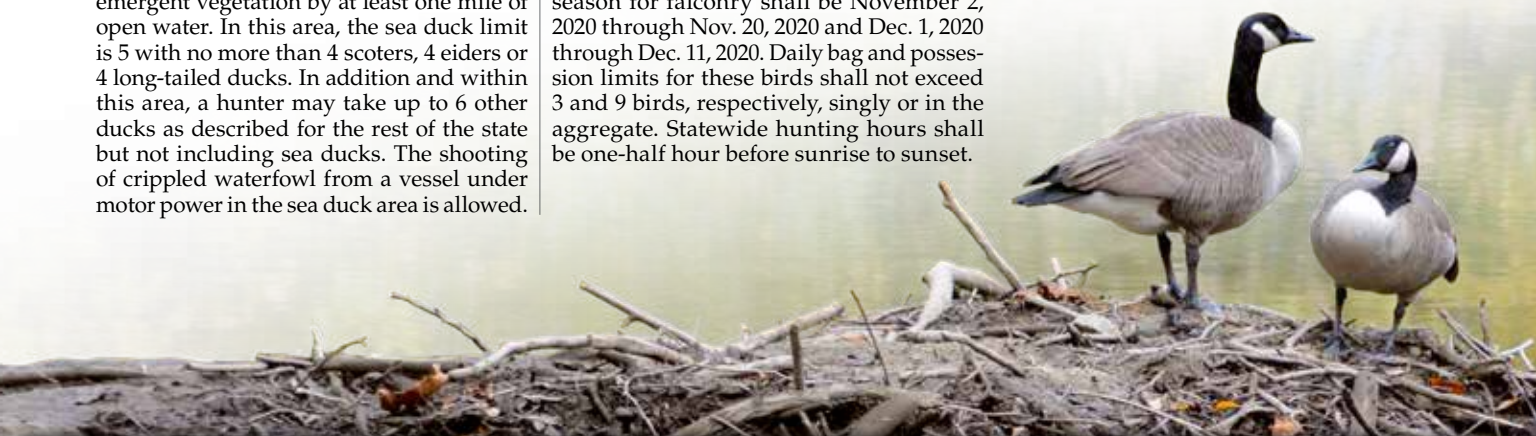 emergent vegetation by at least one mile of
open water. In this area, the sea duck limit
is 5 with no more than 4 scoters, 4 eiders or
4 long-tailed ducks. In addition and within
this area, a hunter may take up to 6 other
ducks as described for the rest of the state
but not including sea ducks. The shooting
of crippled waterfowl from a vessel under
motor power in the sea duck area is allowed.
season for falconry shall be November 2,
2020 through Nov. 20, 2020 and Dec. 1, 2020
through Dec. 11, 2020. Daily bag and posses-
sion limits for these birds shall not exceed
3 and 9 birds, respectively, singly or in the
aggregate. Statewide hunting hours shall
be one-half hour before sunrise to sunset.